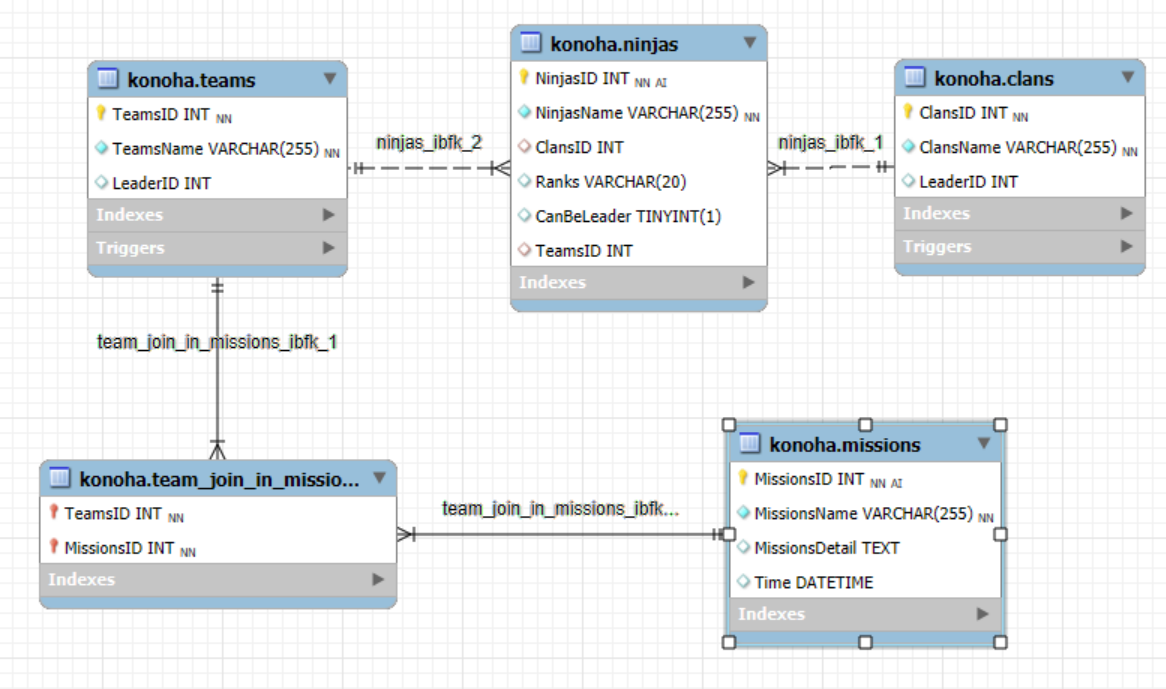 konoha.teams
TeamsID INT NN
TeamsName VARCHAR(255) NN
LeaderID INT
Indexes
Triggers
ninjas_ibfk_2
konoha.ninjas
NinjasID INT NN AI
NinjasName VARCHAR(255) NN
ClansID INT
Ranks VARCHAR(20)
CanBeLeader TINYINT(1)
TeamsID INT
Indexes
ninjas_ibfk_1
konoha.clans
ClansID INT NN
ClansName VARCHAR(255) NN
LeaderID INT
Indexes
Triggers
team_join_in_missions_ibfk_1
konoha.team_join_in_missio...
TeamsID INT NN
MissionsID INT NN
Indexes
team_join_in_missions_ibfk...
konoha.missions
MissionsID INT NN AI
MissionsName VARCHAR(255) NN
MissionsDetail TEXT
Time DATETIME
Indexes